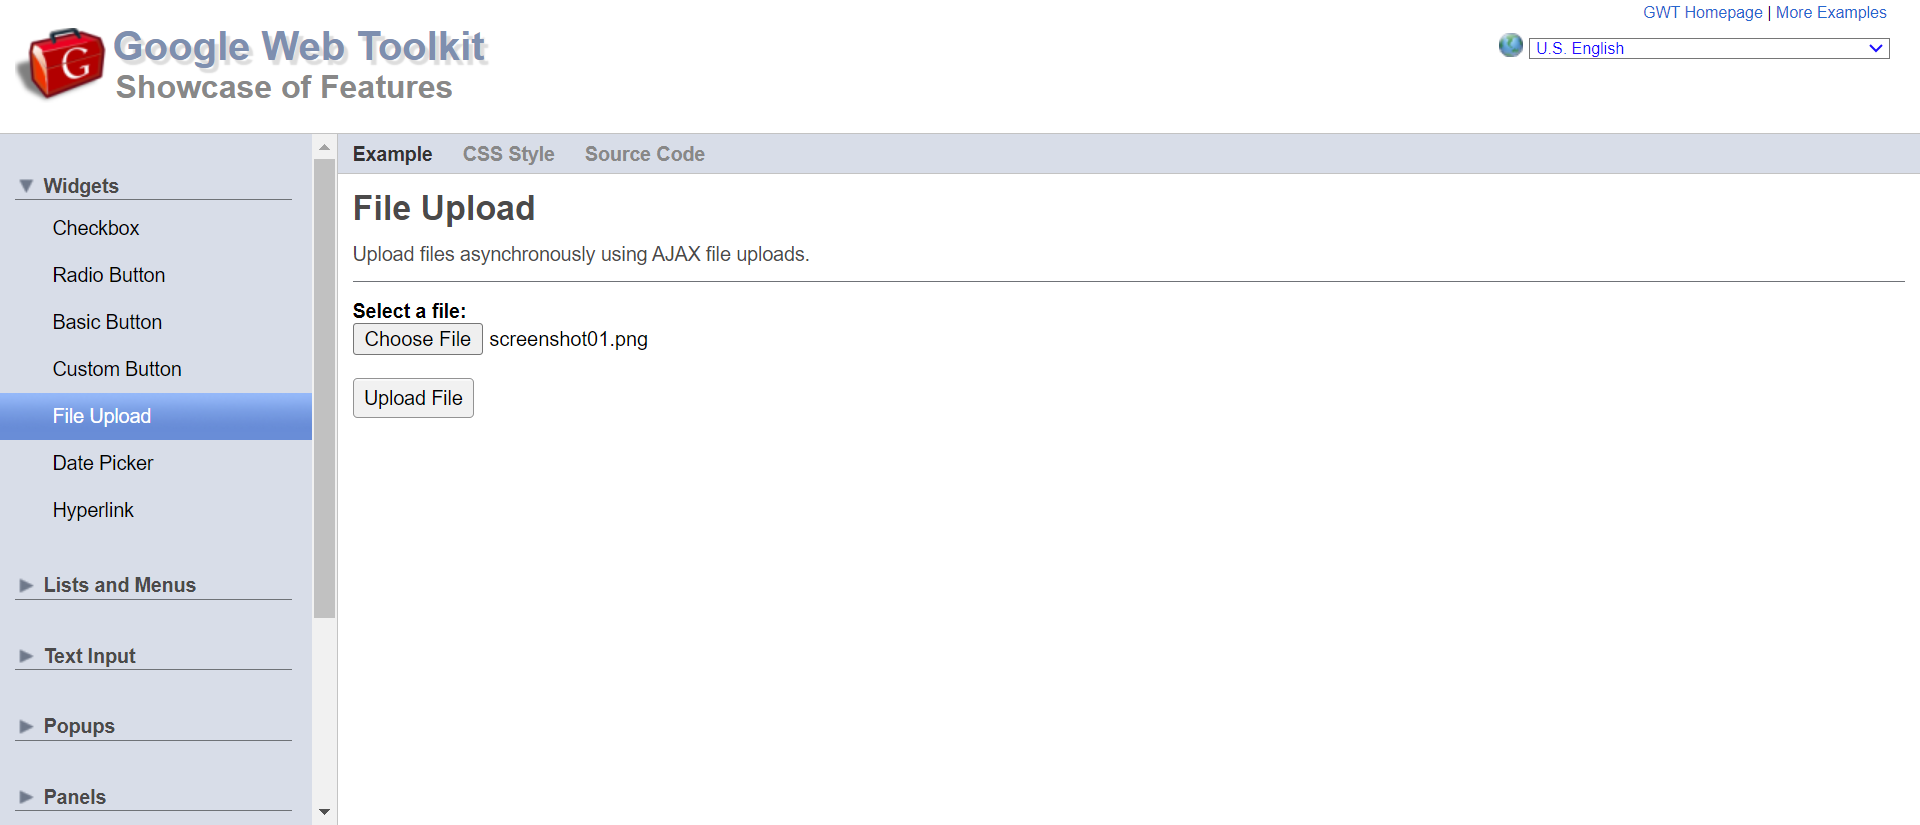 GWT Homepage | More Examples
Google Web Toolkit
Showcase of Features
U.S. English
Widgets
Checkbox
Radio Button
Basic Button
Custom Button
File Upload
Date Picker
Hyperlink
Lists and Menus
Text Input
Popups
Panels
Example CSS Style Source Code
File Upload
Upload files asynchronously using AJAX file uploads.
Select a file:
Choose File screenshot01.png
Upload File
G